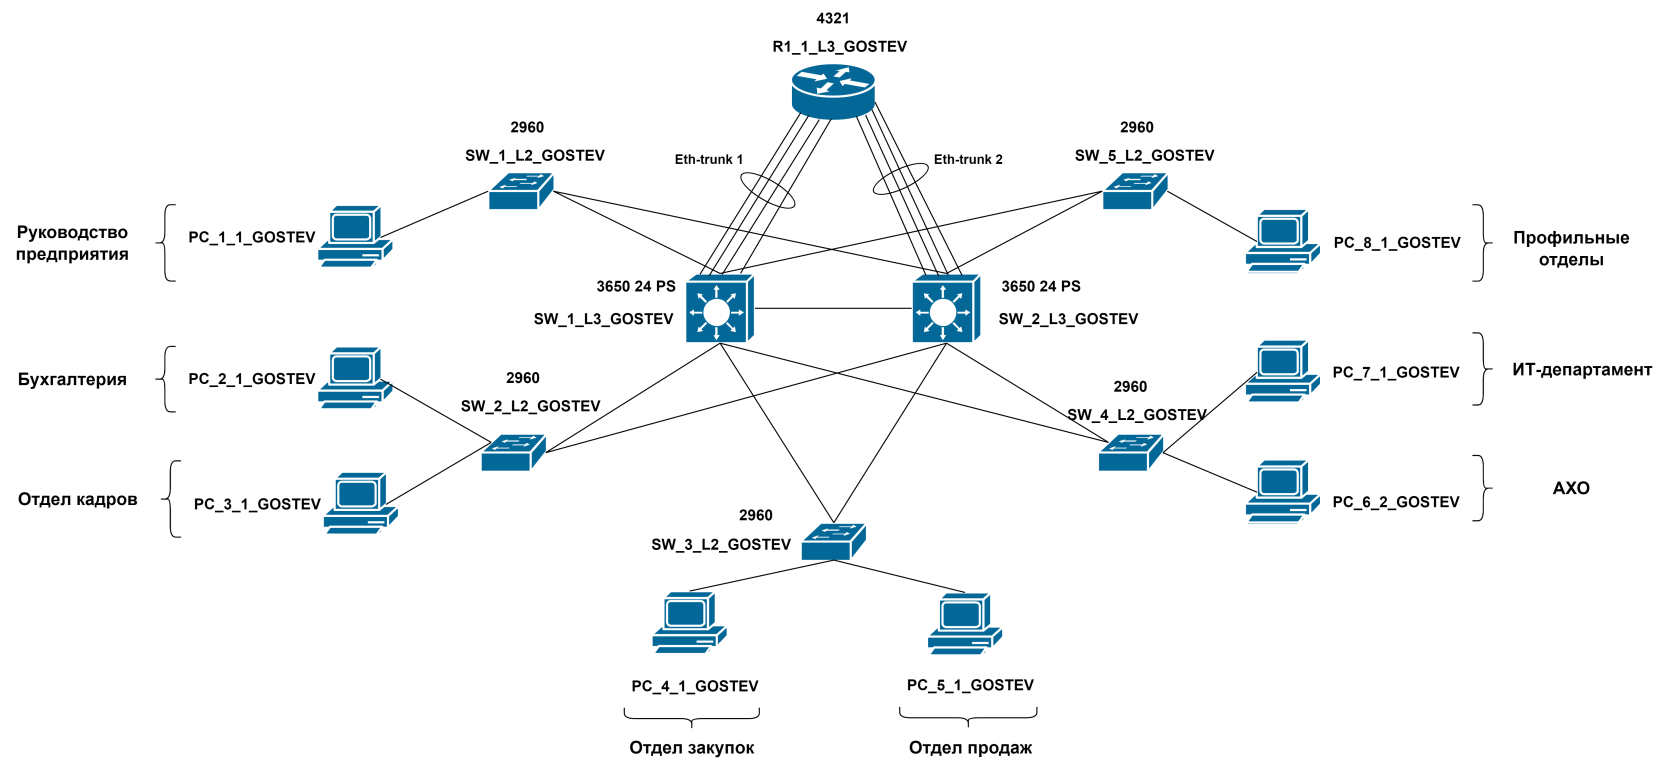 4321
R1_1_L3_GOSTEV
2960
SW_1_L2_GOSTEV
Eth-trunk 1
Eth-trunk 2
2960
SW_5_L2_GOSTEV
Руководство
предприятия
PC_1_1_GOSTEV
PC_8_1_GOSTEV
Профильные
отделы
3650 24 PS
SW_1_L3_GOSTEV
3650 24 PS
SW_2_L3_GOSTEV
Бухгалтерия
PC_2_1_GOSTEV
2960
SW_2_L2_GOSTEV
2960
SW_4_L2_GOSTEV
PC_7_1_GOSTEV
ИТ-департамент
Отдел кадров
PC_3_1_GOSTEV
2960
SW_3_L2_GOSTEV
PC_6_2_GOSTEV
АХО
PC_4_1_GOSTEV
PC_5_1_GOSTEV
Отдел закупок
Отдел продаж